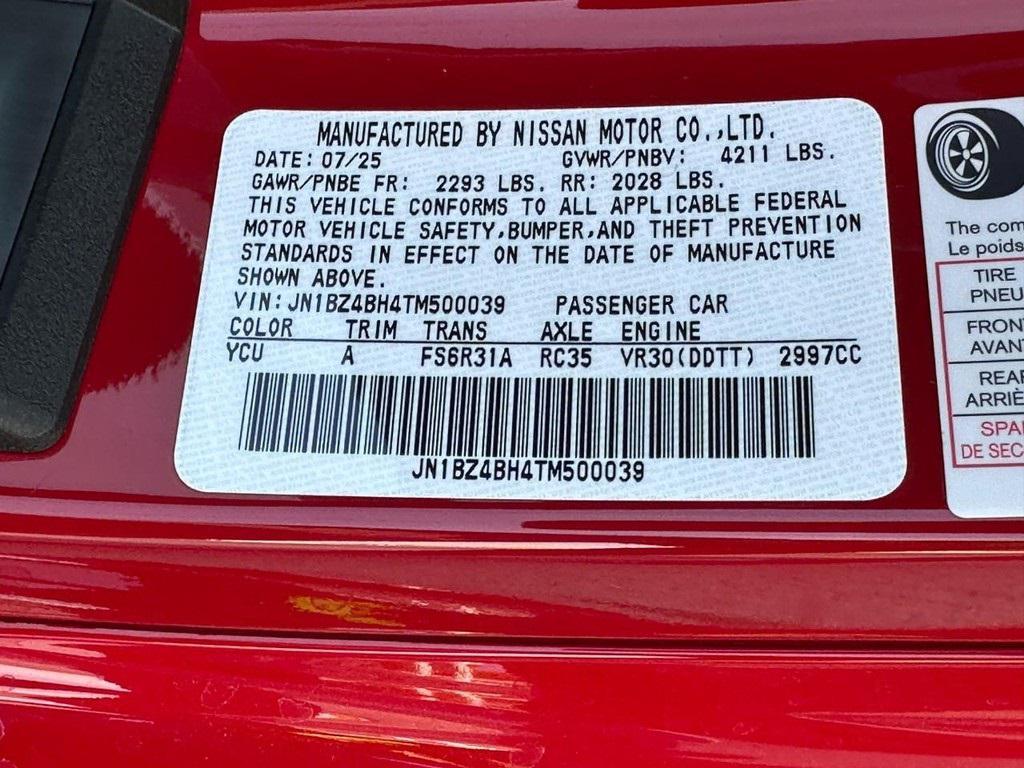 MANUFACTURED BY NISSAN MOTOR CO.,LTD.
DATE: 07/25 GVWR/PNBV: 4211 LBS.
GAWR/PNBE FR: 2293 LBS. RR: 2028 LBS.
THIS VEHICLE CONFORMS TO ALL APPLICABLE FEDERAL
MOTOR VEHICLE SAFETY,BUMPER,AND THEFT PREVENTION
STANDARDS IN EFFECT ON THE DATE OF MANUFACTURE
SHOWN ABOVE.
VIN: JN1BZ4BH4TM500039 PASSENGER CAR
COLOR TRIM TRANS AXLE ENGINE
YCU A FS6R31A RC35 VR30(DDTT) 2997CC
JN1BZ4BH4TM500039
The com
Le poids
TIRE
PNEU
FRON
AVAN
REAR
ARRIÈ
SPA
DE SEC